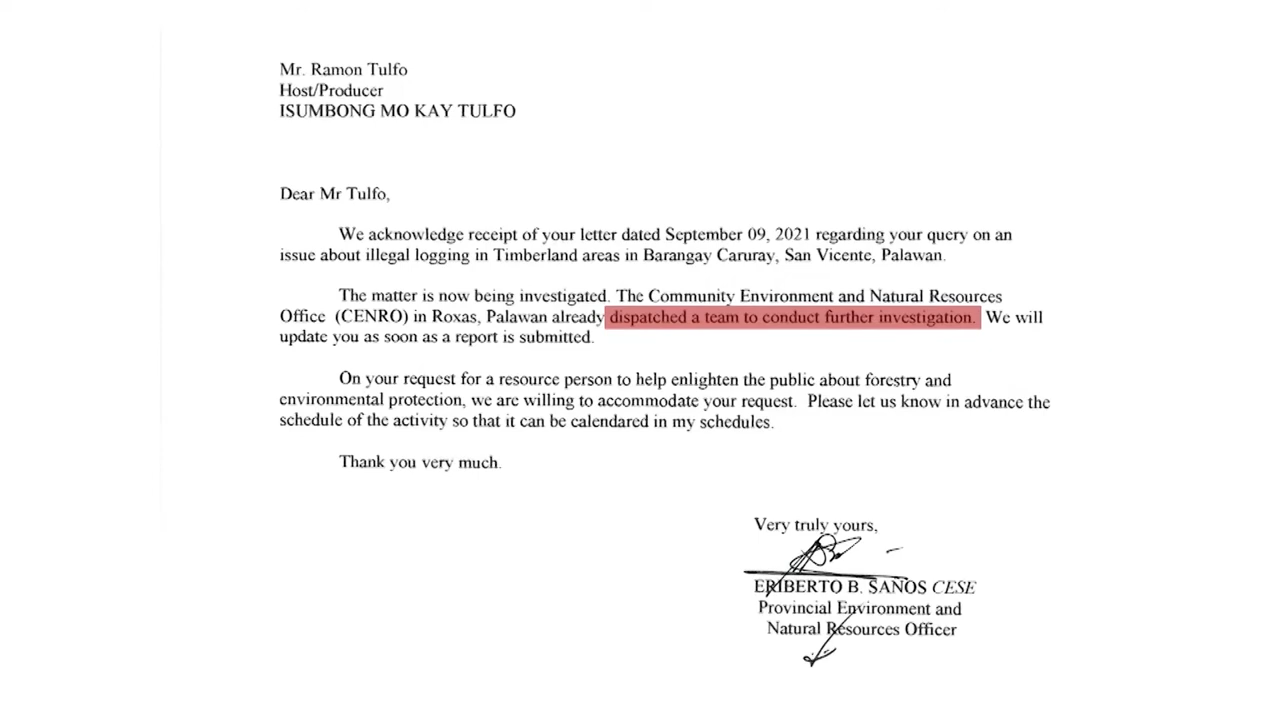 Mr. Ramon Tulfo
Host/Producer
ISUMBONG MO KAY TULFO
Dear Mr Tulfo,
We acknowledge receipt of your letter dated September 09, 2021 regarding your query on an
issue about illegal logging in Timberland areas in Barangay Caruray, San Vicente, Palawan.
The matter is now being investigated. The Community Environment and Natural Resources
Office (CENRO) in Roxas, Palawan already dispatched a team to conduct further investigation. We will
update you as soon as a report is submitted.
On your request for a resource person to help enlighten the public about forestry and
environmental protection, we are willing to accommodate your request. Please let us know in advance the
schedule of the activity so that it can be calendared in my schedules.
Thank you very much.
Very truly yours,
ERIBERTO B. SAÑOS CESE
Provincial Environment and
Natural Resources Officer